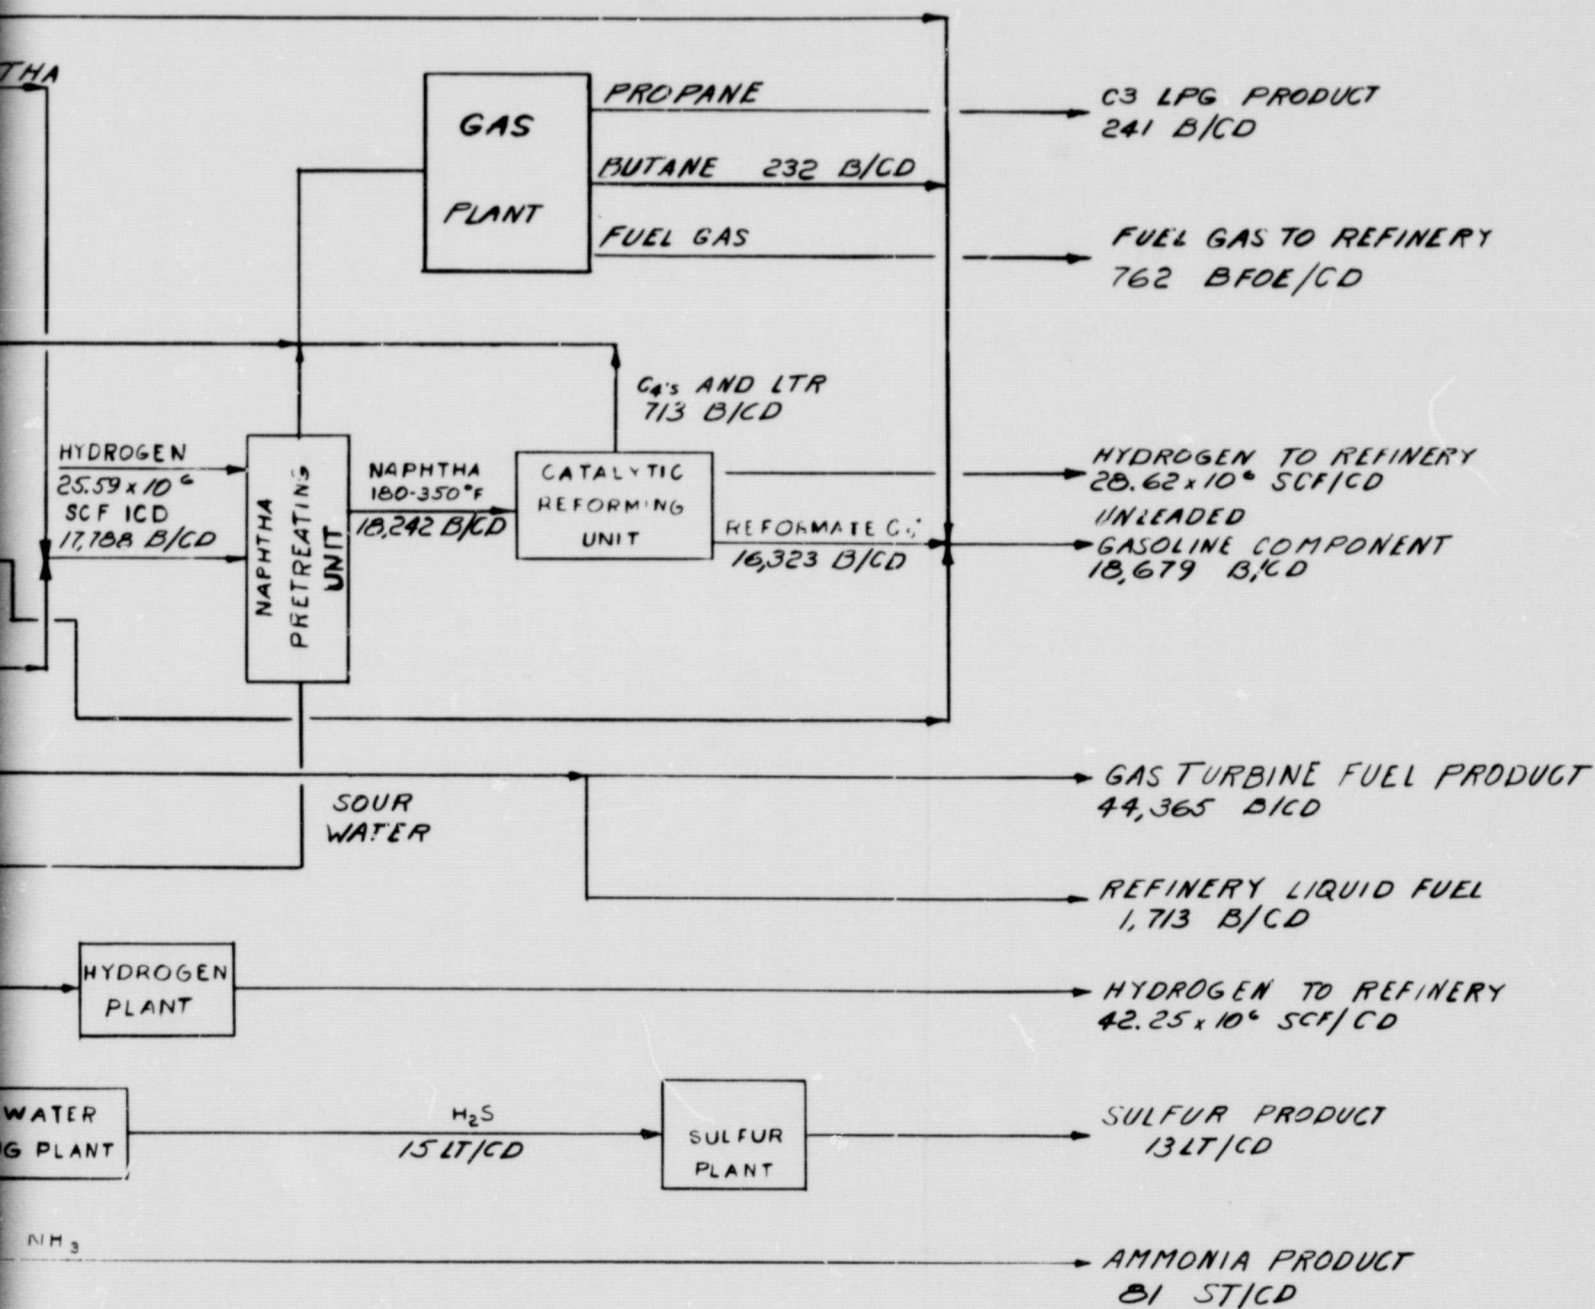 THA
GAS
PLANT
PROPANE
BUTANE 232 B/CD
FUEL GAS
C3 LPG PRODUCT
241 B/CD
FUEL GAS TO REFINERY
762 BFOE/CD
C4's AND LTR
713 B/CD
HYDROGEN
25.59 x 10⁶
SCF ICD
17,788 B/CD
NAPHTHA
PRETREATING
UNIT
NAPHTHA
180-350°F
18,242 B/CD
CATALYTIC
REFORMING
UNIT
REFORMATE
16,323 B/CD
HYDROGEN TO REFINERY
28.62 x 10⁶ SCF/CD
UNLEADED
GASOLINE COMPONENT
18,679 B/CD
SOUR
WATER
GAS TURBINE FUEL PRODUCT
44,365 B/CD
REFINERY LIQUID FUEL
1,713 B/CD
HYDROGEN
PLANT
HYDROGEN TO REFINERY
42.25 x 10⁶ SCF/CD
WATER
G PLANT
H₂S
15 LT/CD
SULFUR
PLANT
SULFUR PRODUCT
13 LT/CD
NH₃
AMMONIA PRODUCT
81 ST/CD